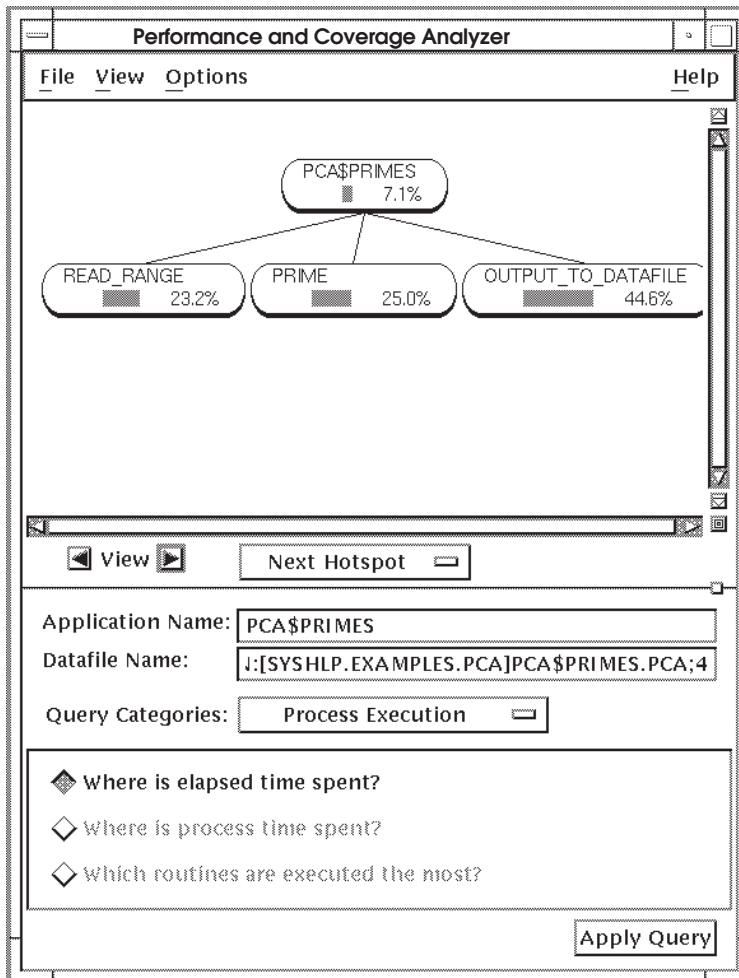 Performance and Coverage Analyzer
File View Options Help
PCA$PRIMES
7.1%
READ_RANGE
23.2%
PRIME
25.0%
OUTPUT_TO_DATAFILE
44.6%
View
Next Hotspot
Application Name: PCA$PRIMES
Datafile Name: :[SYSHLP.EXAMPLES.PCA]PCA$PRIMES.PCA;4
Query Categories: Process Execution
Where is elapsed time spent?
Where is process time spent?
Which routines are executed the most?
Apply Query